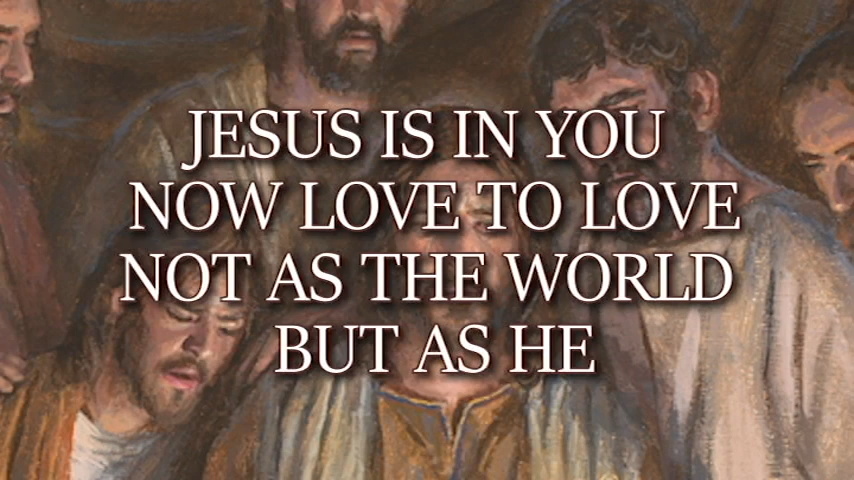 JESUS IS IN YOU
NOW LOVE TO LOVE
NOT AS THE WORLD
BUT AS HE